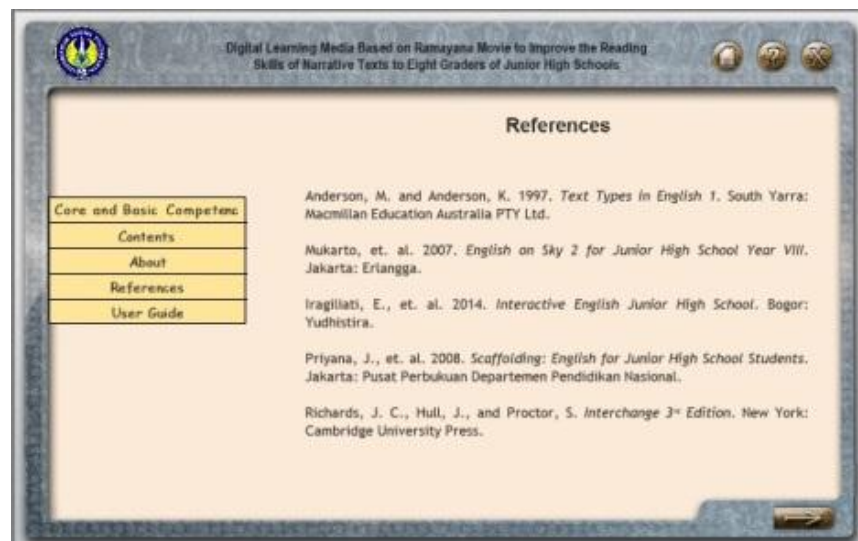 Digital Learning Media Based on Ramayana Movie to Improve the Reading
Skills of Narrative Texts to Eight Graders of Junior High Schools
References
Core and Basic Competenc
Contents
About
References
User Guide
Anderson, M. and Anderson, K. 1997. Text Types in English 1. South Yarra:
Macmillan Education Australia PTY Ltd.
Mukarto, et. al. 2007. English on Sky 2 for Junior High School Year VIII.
Jakarta: Erlangga.
Iragiliati, E., et. al. 2014. Interactive English Junior High School. Bogor:
Yudhistira.
Priyana, J., et. al. 2008. Scaffolding: English for Junior High School Students.
Jakarta: Pusat Perbukuan Departemen Pendidikan Nasional.
Richards, J. C., Hull, J., and Proctor, S. Interchange 3rd Edition. New York:
Cambridge University Press.